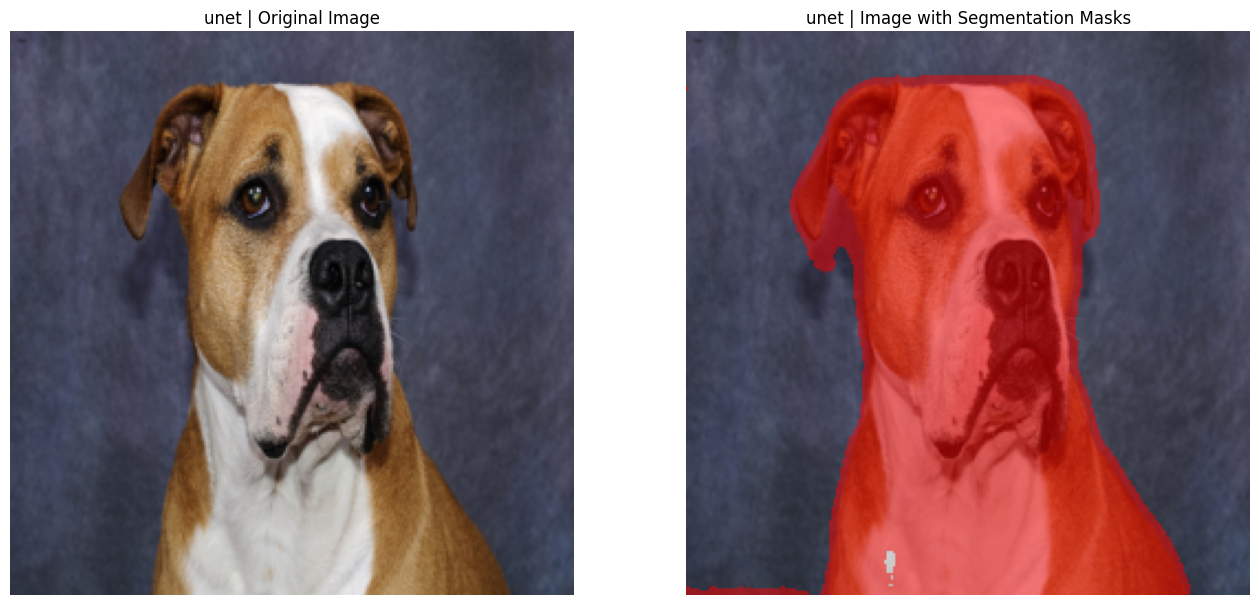 unet | Original Image
unet | Image with Segmentation Masks